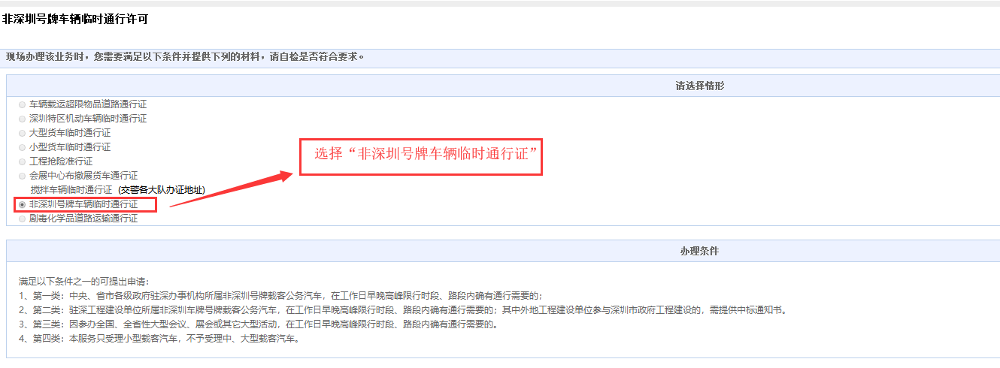 非深圳号牌车辆临时通行许可
现场办理该业务时，您需要满足以下条件并提供下列的材料，请自检是否符合要求。
请选择情形
车辆载运超限物品道路通行证
深圳特区机动车辆临时通行证
大型货车临时通行证
小型货车临时通行证
工程抢险准行证
会展中心布撤展货车通行证
搅拌车辆临时通行证 (交警各大队办证地址)
非深圳号牌车辆临时通行证
剧毒化学品道路运输通行证
选择“非深圳号牌车辆临时通行证”
办理条件
满足以下条件之一的可提出申请：
1、第一类：中央、省市各级政府驻深办事机构所属非深圳号牌载客公务汽车，在工作日早晚高峰限行时段、路段内确有通行需要的；
2、第二类：驻深工程建设单位所属非深圳车牌号牌载客公务汽车，在工作日早晚高峰限行时段、路段内确有通行需要的；其中外地工程建设单位参与深圳市政府工程建设的，需提供中标通知书。
3、第三类：因参办全国、全省性大型会议、展会或其它大型活动，在工作日早晚高峰限行时段、路段内确有通行需要的。
4、第四类：本服务只受理小型载客汽车，不予受理中、大型载客汽车。